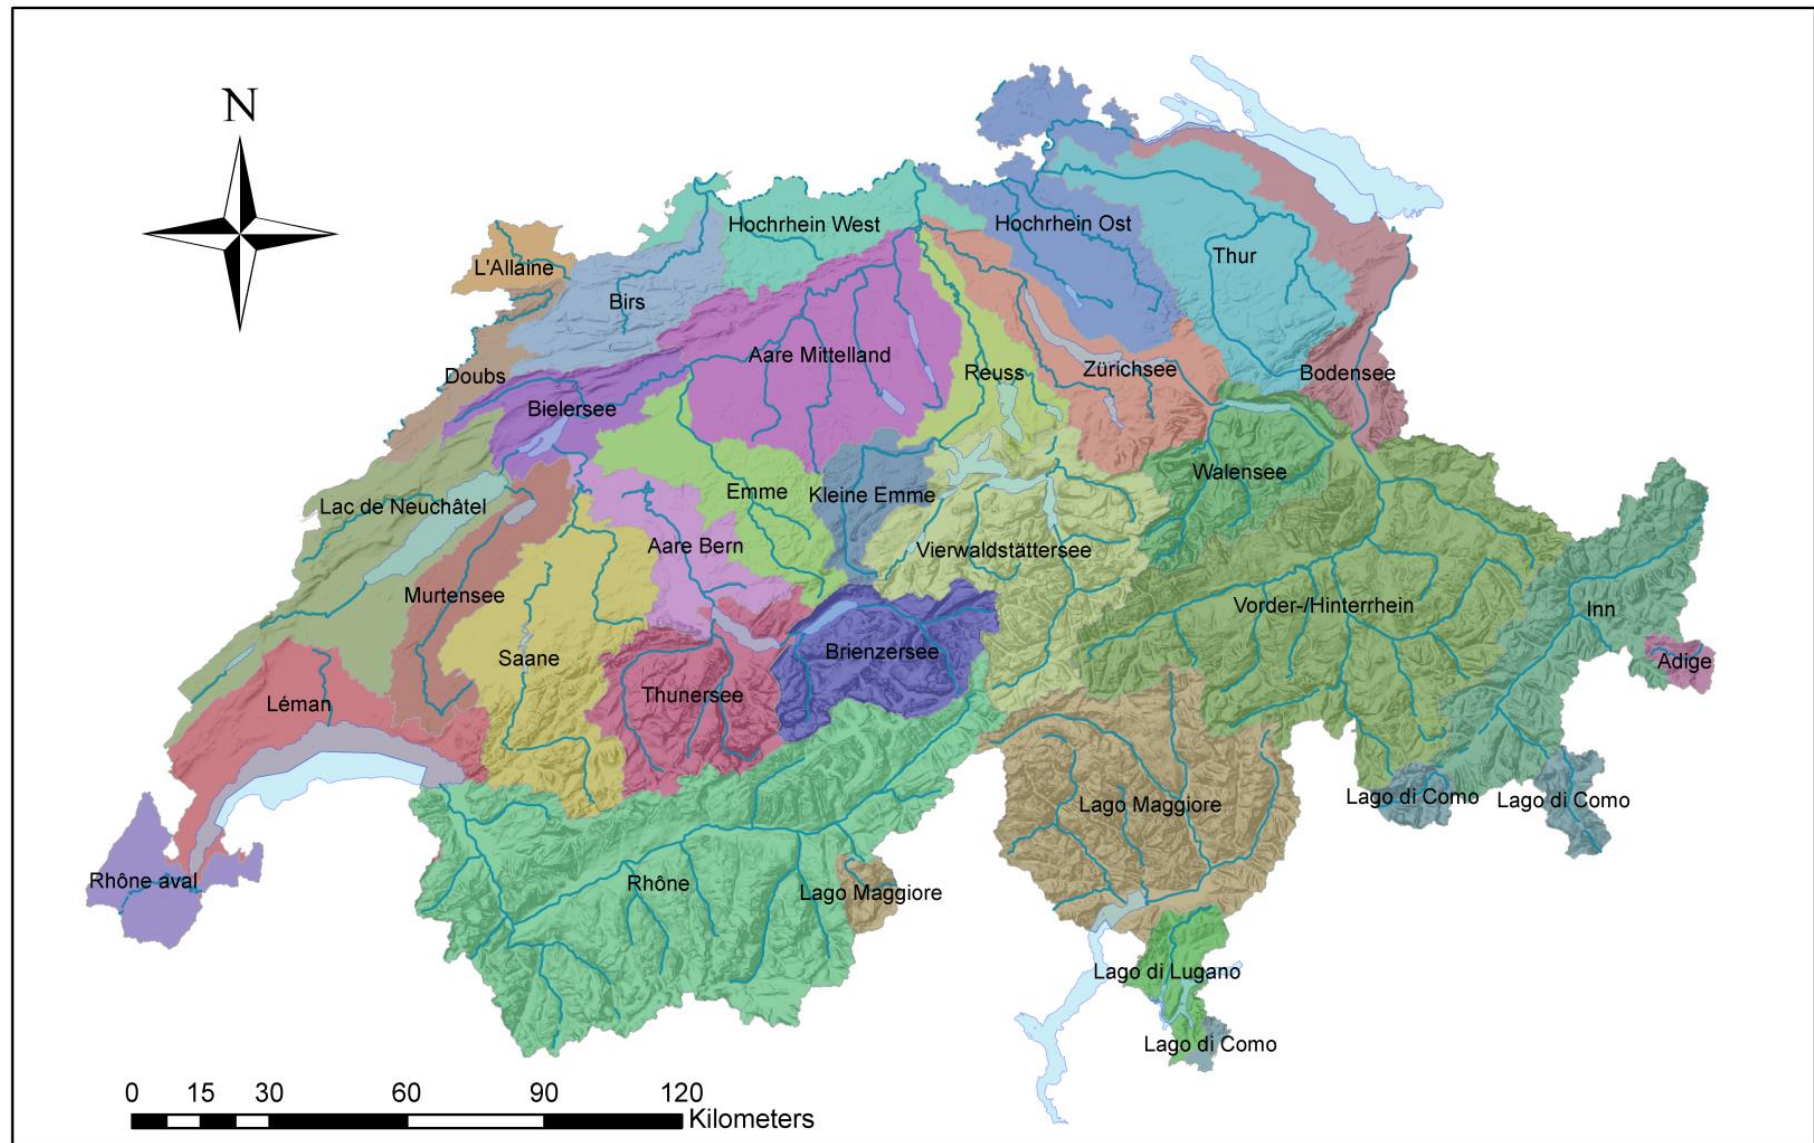 N
Hochrhein West
Hochrhein Ost
Thur
L'Allaine
Birs
Aare Mittelland
Reuss
Zürichsee
Bodensee
Doubs
Bielersee
Walensee
Lac de Neuchâtel
Emme
Kleine Emme
Aare Bern
Vierwaldstättersee
Murtensee
Vorder-/Hinterrhein
Inn
Saane
Brienzersee
Adige
Thunersee
Léman
Lago Maggiore
Lago di Como
Lago di Como
Rhône aval
Rhône
Lago Maggiore
Lago di Lugano
Lago di Como
0 15 30 60 90 120
Kilometers